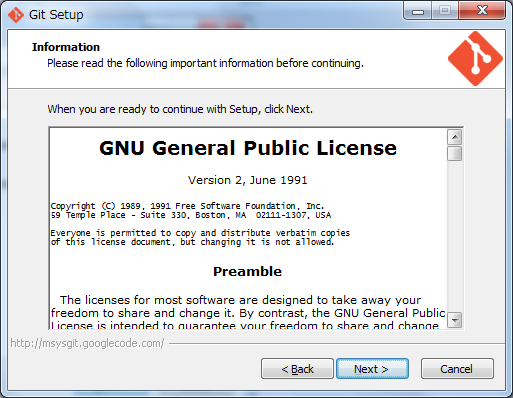 Git Setup
Information
Please read the following important information before continuing.
When you are ready to continue with Setup, click Next.
GNU General Public License
Version 2, June 1991
Copyright (C) 1989, 1991 Free Software Foundation, Inc.
59 Temple Place - Suite 330, Boston, MA  02111-1307, USA
Everyone is permitted to copy and distribute verbatim copies
of this license document, but changing it is not allowed.
Preamble
The licenses for most software are designed to take away your
freedom to share and change it. By contrast, the GNU General Public
License is intended to guarantee your freedom to share and change
http://msysgit.googlecode.com/
< Back
Next >
Cancel